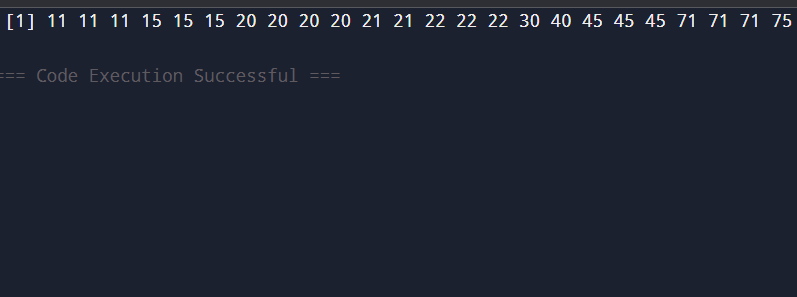 [1] 11 11 11 15 15 15 20 20 20 20 21 21 22 22 22 30 40 45 45 45 71 71 71 75
=== Code Execution Successful ===